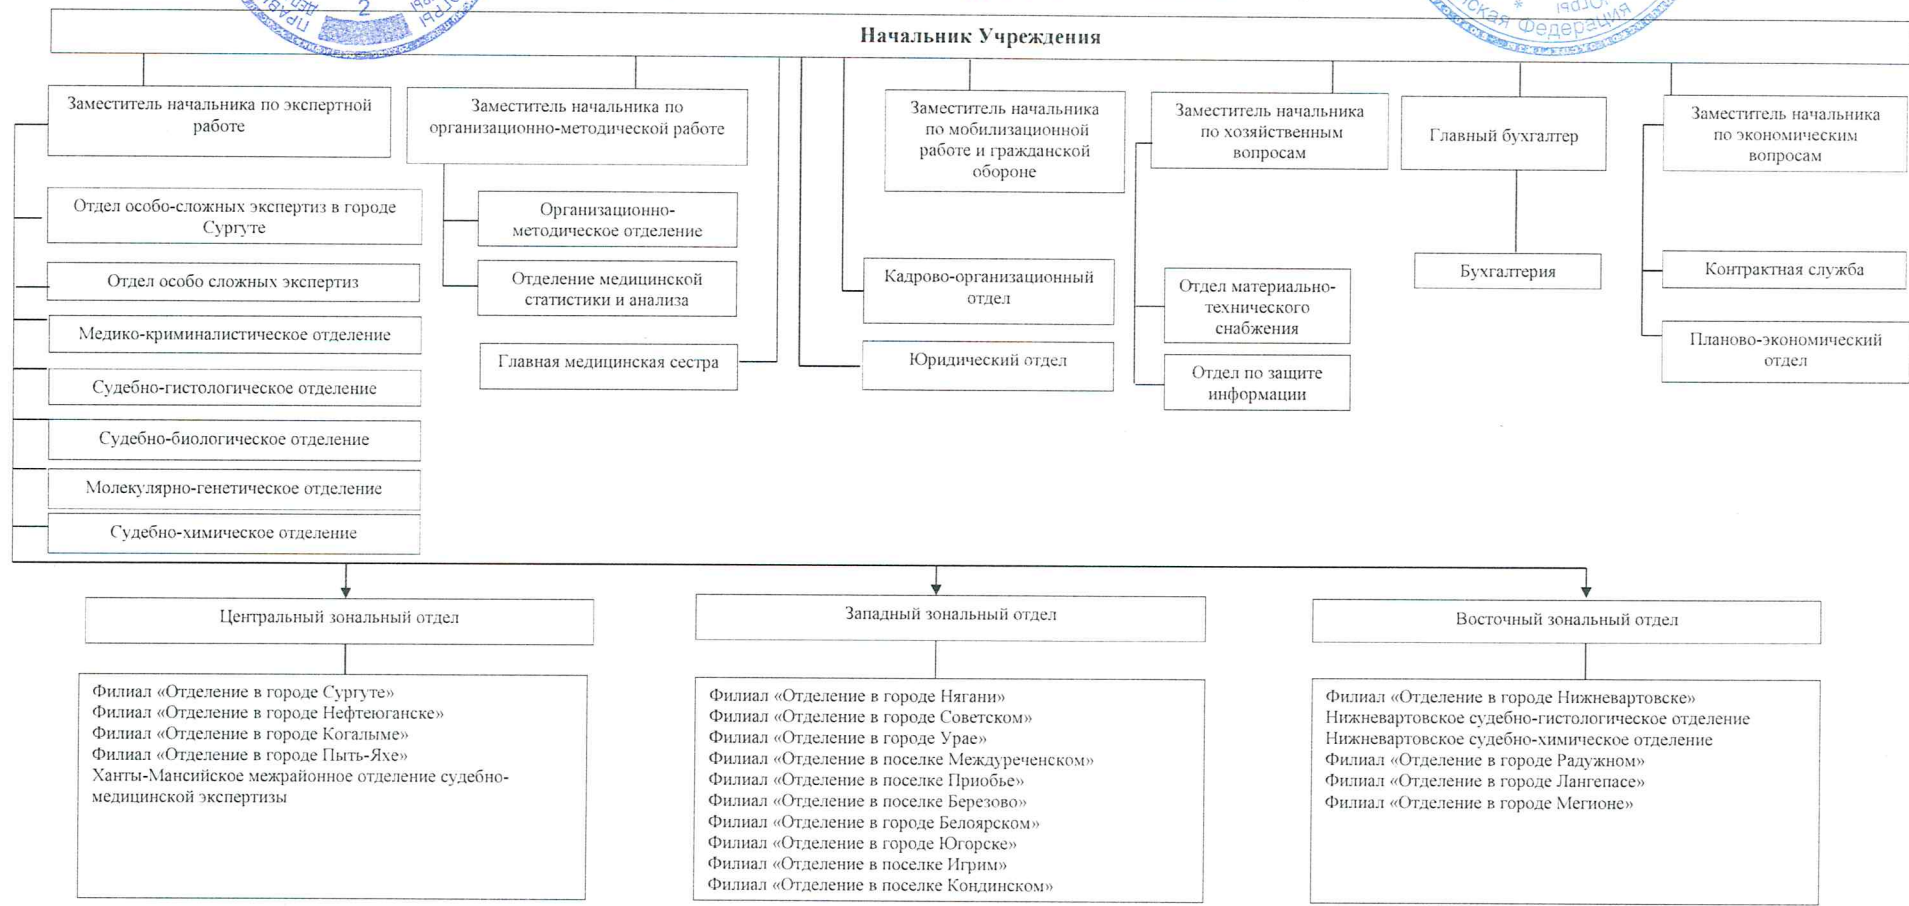 2
ская Федерация
Начальник Учреждения
Заместитель начальника по экспертной
работе
Заместитель начальника по
организационно-методической работе
Заместитель начальника
по мобилизационной
работе и гражданской
обороне
Заместитель начальника
по хозяйственным
вопросам
Главный бухгалтер
Заместитель начальника
по экономическим
вопросам
Отдел особо-сложных экспертиз в городе
Сургуте
Отдел особо сложных экспертиз
Медико-криминалистическое отделение
Судебно-гистологическое отделение
Судебно-биологическое отделение
Молекулярно-генетическое отделение
Судебно-химическое отделение
Организационно-
методическое отделение
Отделение медицинской
статистики и анализа
Главная медицинская сестра
Кадрово-организационный
отдел
Юридический отдел
Отдел материально-
технического
снабжения
Отдел по защите
информации
Бухгалтерия
Контрактная служба
Планово-экономический
отдел
Центральный зональный отдел
Филиал «Отделение в городе Сургуте»
Филиал «Отделение в городе Нефтеюганске»
Филиал «Отделение в городе Когалыме»
Филиал «Отделение в городе Пыть-Яхе»
Ханты-Мансийское межрайонное отделение судебно-
медицинской экспертизы
Западный зональный отдел
Филиал «Отделение в городе Нягани»
Филиал «Отделение в городе Советском»
Филиал «Отделение в городе Урае»
Филиал «Отделение в поселке Междуреченском»
Филиал «Отделение в поселке Приобье»
Филиал «Отделение в поселке Березово»
Филиал «Отделение в городе Белоярском»
Филиал «Отделение в городе Югорске»
Филиал «Отделение в поселке Игрим»
Филиал «Отделение в поселке Кондинском»
Восточный зональный отдел
Филиал «Отделение в городе Нижневартовске»
Нижневартовское судебно-гистологическое отделение
Нижневартовское судебно-химическое отделение
Филиал «Отделение в городе Радужном»
Филиал «Отделение в городе Лангепасе»
Филиал «Отделение в городе Мегионе»